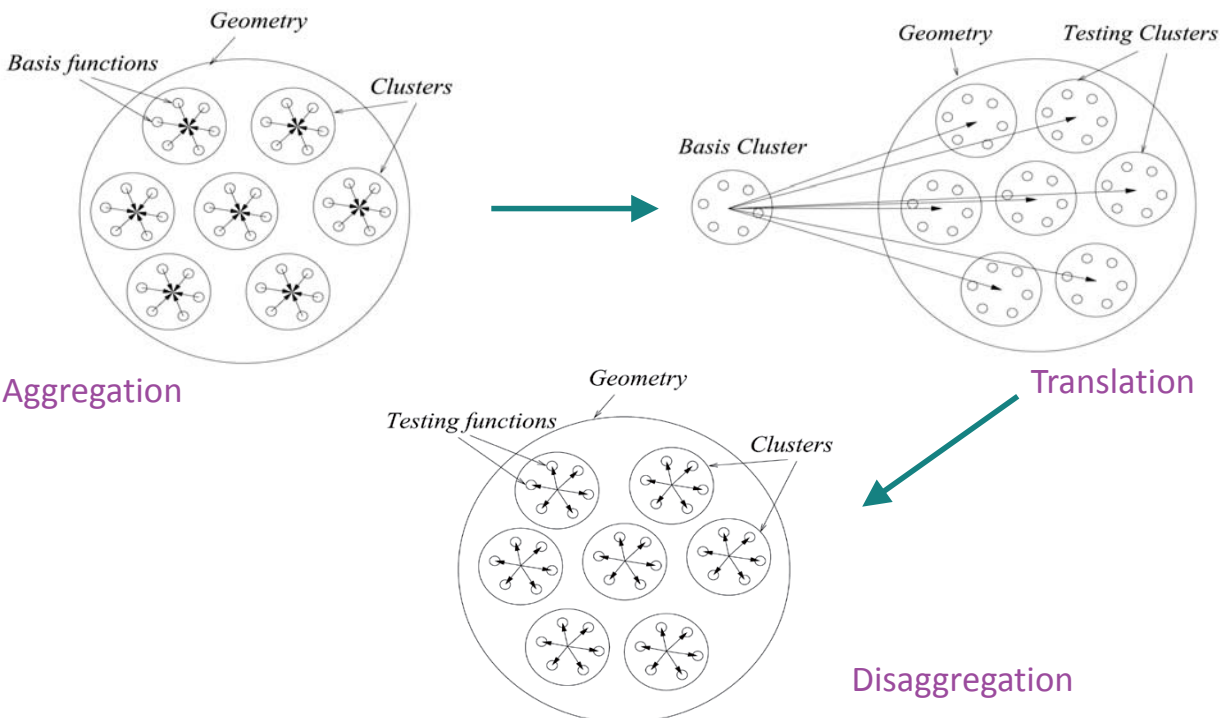 Geometry
Basis functions
Clusters
Aggregation
Geometry
Testing Clusters
Basis Cluster
Translation
Geometry
Testing functions
Clusters
Disaggregation